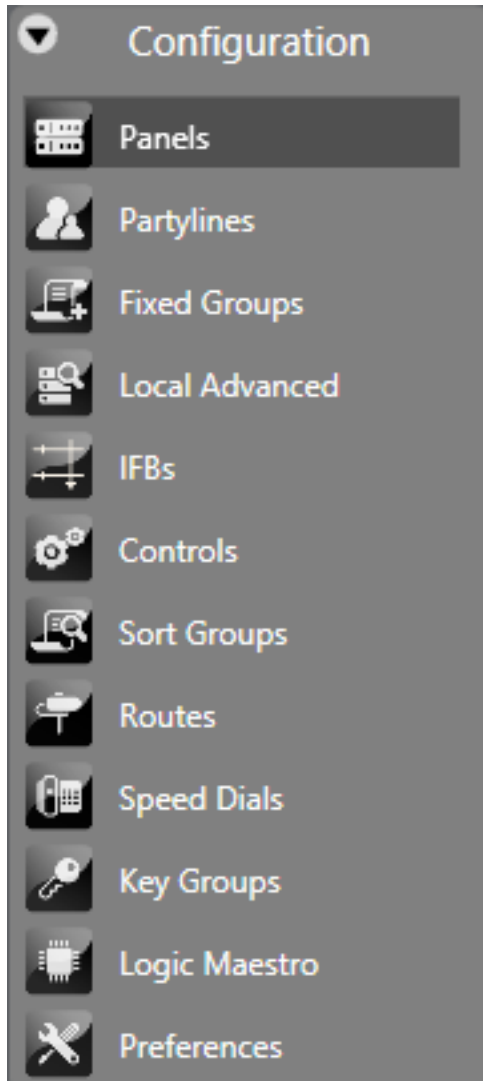 Configuration
Panels
Partylines
Fixed Groups
Local Advanced
IFBs
Controls
Sort Groups
Routes
Speed Dials
Key Groups
Logic Maestro
Preferences